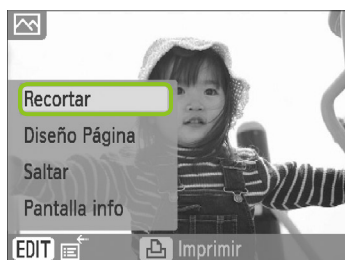 Recortar
Diseño Página
Saltar
Pantalla info
EDIT Imprimir